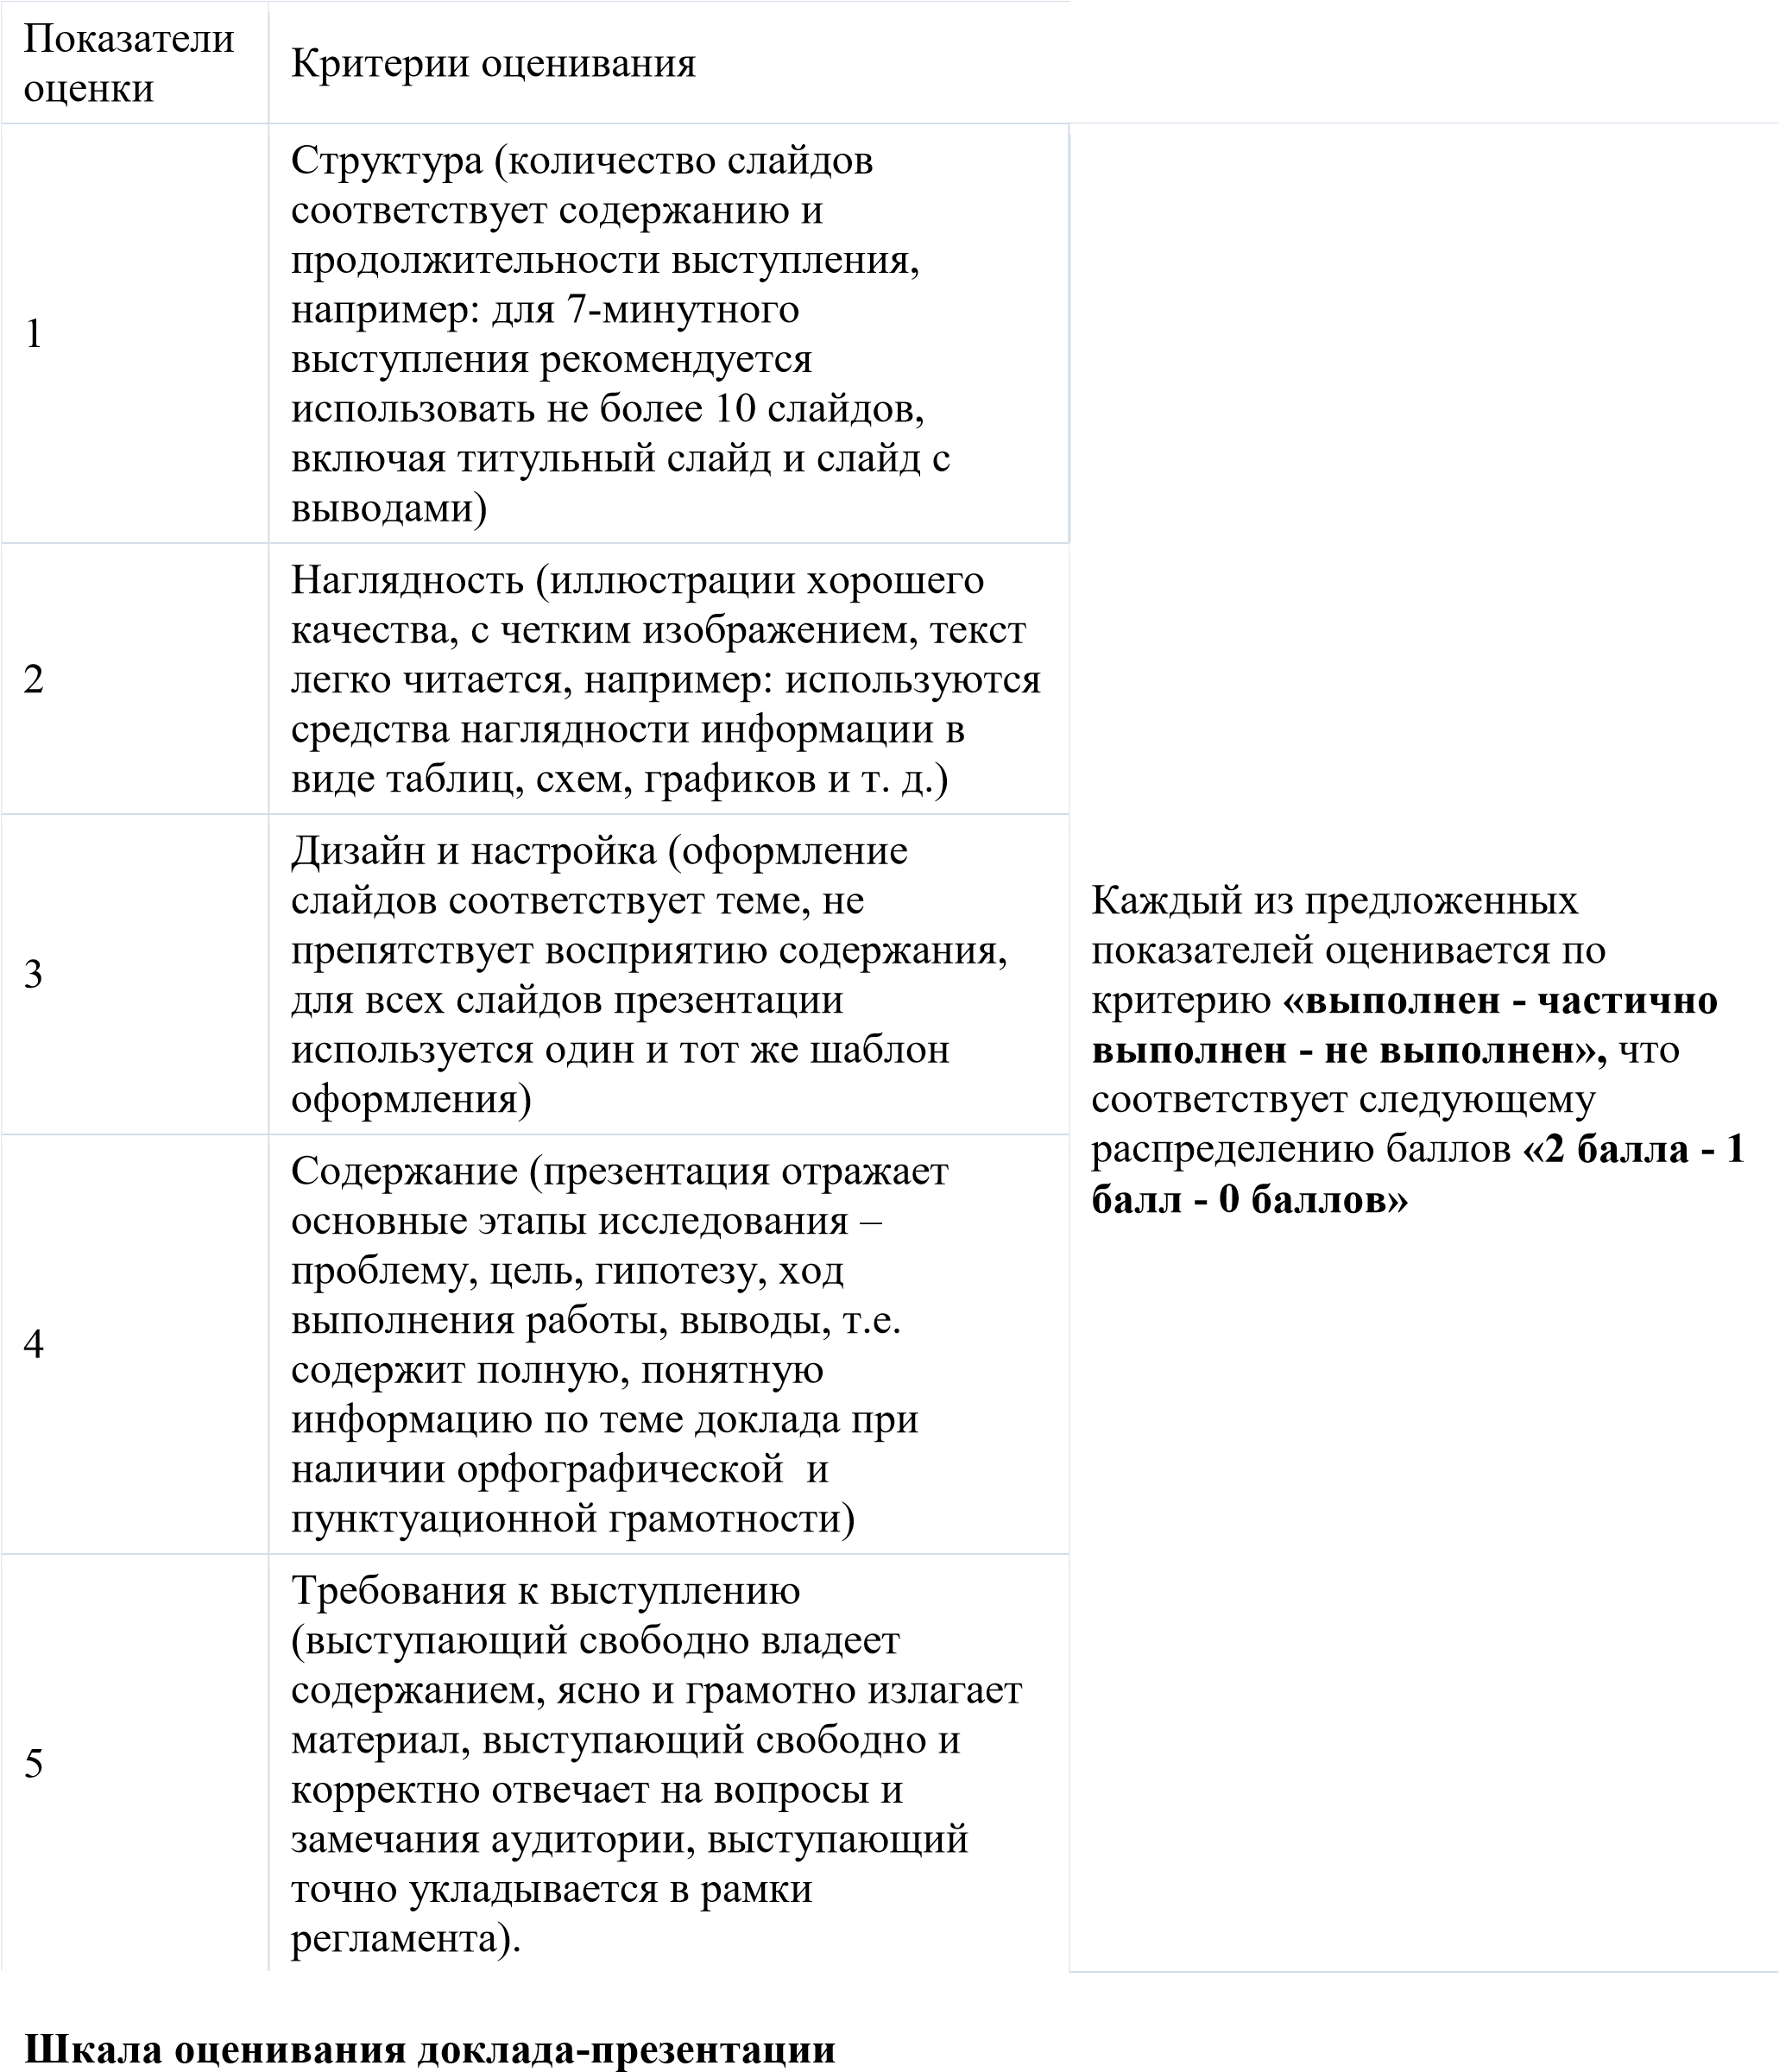 Показатели
оценки
Критерии оценивания
1
Структура (количество слайдов
соответствует содержанию и
продолжительности выступления,
например: для 7-минутного
выступления рекомендуется
использовать не более 10 слайдов,
включая титульный слайд и слайд с
выводами)
2
Наглядность (иллюстрации хорошего
качества, с четким изображением, текст
легко читается, например: используются
средства наглядности информации в
виде таблиц, схем, графиков и т. д.)
3
Дизайн и настройка (оформление
слайдов соответствует теме, не
препятствует восприятию содержания,
для всех слайдов презентации
используется один и тот же шаблон
оформления)
4
Содержание (презентация отражает
основные этапы исследования –
проблему, цель, гипотезу, ход
выполнения работы, выводы, т.е.
содержит полную, понятную
информацию по теме доклада при
наличии орфографической  и
пунктуационной грамотности)
5
Требования к выступлению
(выступающий свободно владеет
содержанием, ясно и грамотно излагает
материал, выступающий свободно и
корректно отвечает на вопросы и
замечания аудитории, выступающий
точно укладывается в рамки
регламента).
Каждый из предложенных
показателей оценивается по
критерию «выполнен - частично
выполнен - не выполнен», что
соответствует следующему
распределению баллов «2 балла - 1
балл - 0 баллов»
Шкала оценивания доклада-презентации